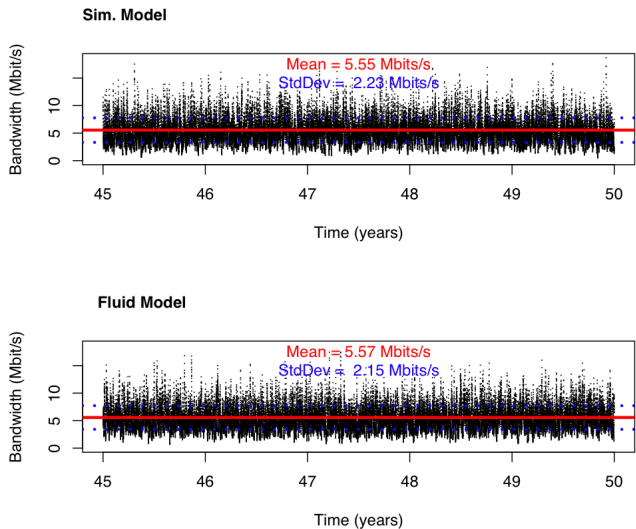 Sim. Model
Mean = 5.55 Mbits/s
StdDev = 2.23 Mbits/s
Bandwidth (Mbit/s)
10
5
0
45 46 47 48 49 50
Time (years)
Fluid Model
Mean = 5.57 Mbits/s
StdDev = 2.15 Mbits/s
Bandwidth (Mbit/s)
10
5
0
45 46 47 48 49 50
Time (years)